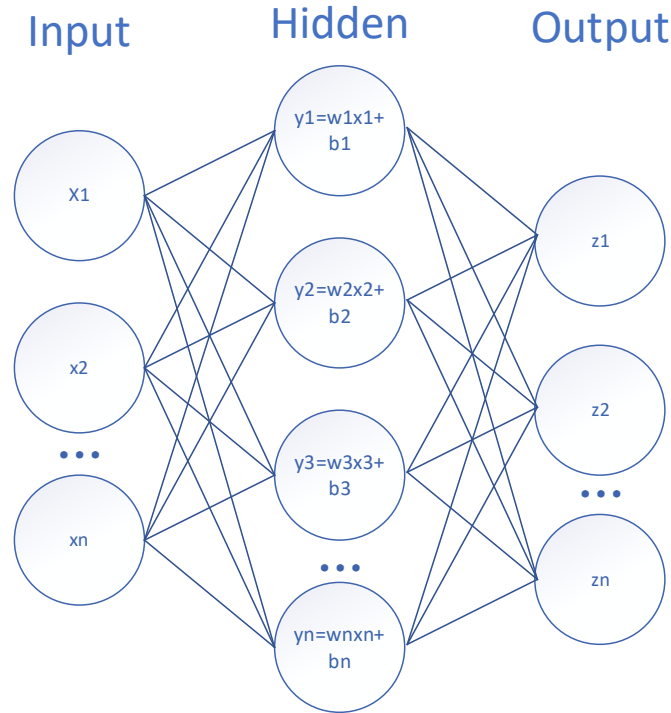 Input
Hidden
Output
X1
x2
...
xn
y1=w1x1+
b1
y2=w2x2+
b2
y3=w3x3+
b3
...
yn=wnxn+
bn
z1
z2
...
zn